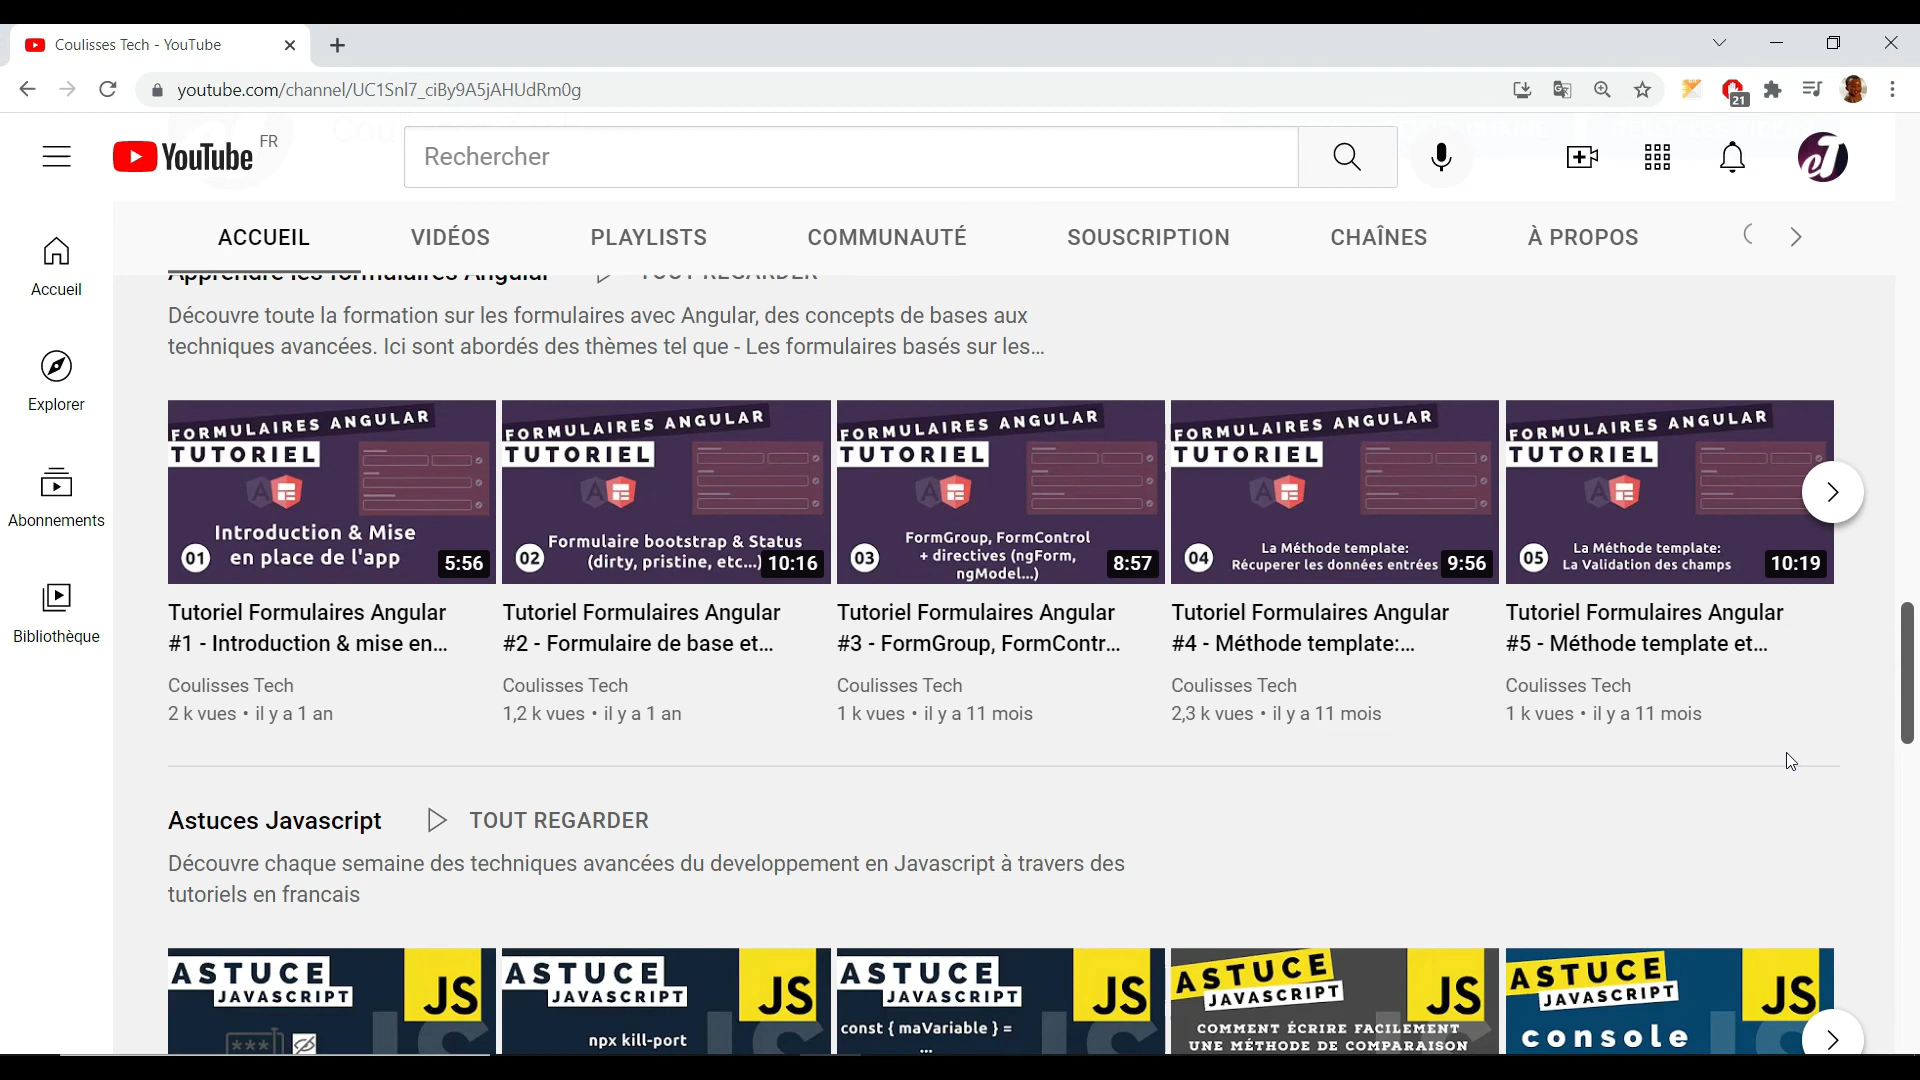 Coulisses Tech - YouTube
youtube.com/channel/UC1Snl7_ciBy9A5jAHUdRm0g
21
YouTube FR
Rechercher
eJ
ACCUEIL VIDÉOS PLAYLISTS COMMUNAUTÉ SOUSCRIPTION CHAÎNES À PROPOS
Accueil
Explorer
Abonnements
Bibliothèque
Apprendre les formulaires Angular TOUT REGARDER
Découvre toute la formation sur les formulaires avec Angular, des concepts de bases aux
techniques avancées. Ici sont abordés des thèmes tel que - Les formulaires basés sur les...
FORMULAIRES ANGULAR
TUTORIEL
Introduction & Mise
01 en place de l'app 5:56
FORMULAIRES ANGULAR
TUTORIEL
Formulaire bootstrap & Status
02 (dirty, pristine, etc...) 10:16
FORMULAIRES ANGULAR
TUTORIEL
FormGroup, FormControl
03 + directives (ngForm, 8:57
ngModel...)
FORMULAIRES ANGULAR
TUTORIEL
La Méthode template:
04 Récuperer les données entrées 9:56
FORMULAIRES ANGULAR
TUTORIEL
La Méthode template:
05 La Validation des champs 10:19
Tutoriel Formulaires Angular
#1 - Introduction & mise en...
Coulisses Tech
2 k vues • il y a 1 an
Tutoriel Formulaires Angular
#2 - Formulaire de base et...
Coulisses Tech
1,2 k vues • il y a 1 an
Tutoriel Formulaires Angular
#3 - FormGroup, FormContr...
Coulisses Tech
1 k vues • il y a 11 mois
Tutoriel Formulaires Angular
#4 - Méthode template:...
Coulisses Tech
2,3 k vues • il y a 11 mois
Tutoriel Formulaires Angular
#5 - Méthode template et...
Coulisses Tech
1 k vues • il y a 11 mois
Astuces Javascript TOUT REGARDER
Découvre chaque semaine des techniques avancées du developpement en Javascript à travers des
tutoriels en francais
ASTUCE
JAVASCRIPT JS
***
ASTUCE
JAVASCRIPT JS
npx kill-port
ASTUCE
JAVASCRIPT JS
const { maVariable } =
...
ASTUCE
JAVASCRIPT JS
COMMENT ÉCRIRE FACILEMENT
UNE MÉTHODE DE COMPARAISON
ASTUCE
JAVASCRIPT JS
console